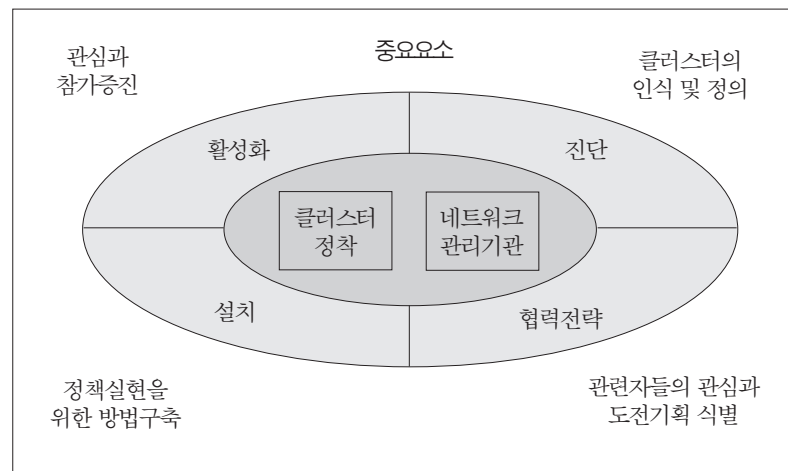 중요요소
관심과
참가증진
클러스터의
인식 및 정의
활성화
진단
클러스터
정착
네트워크
관리기관
설치
협력전략
정책실현을
위한 방법구축
관련자들의 관심과
도전기획 식별